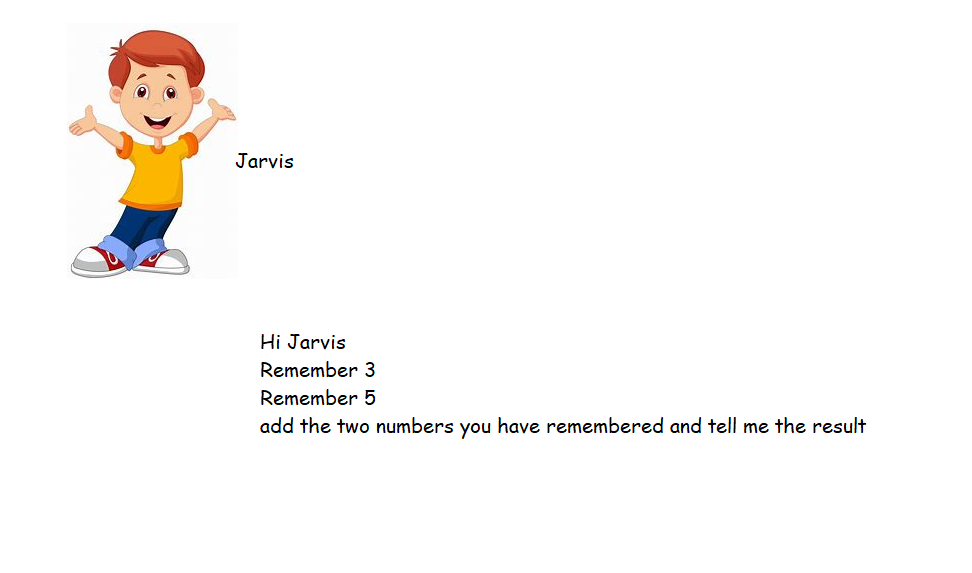 Jarvis
Hi Jarvis
Remember 3
Remember 5
add the two numbers you have remembered and tell me the result